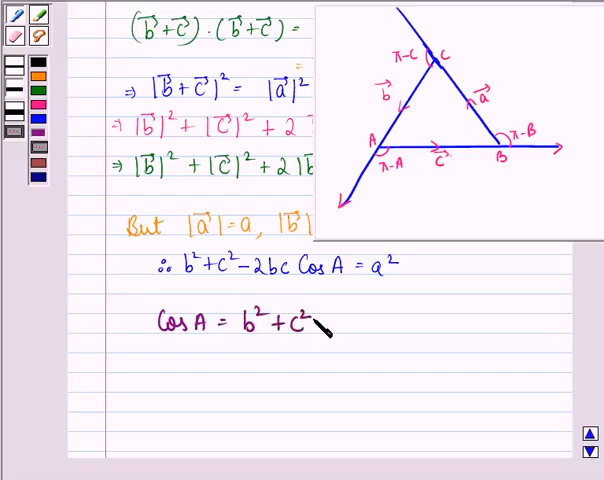 (b⃗+c⃗)·(b⃗+c⃗) =
=
⇒ |b⃗+c⃗|² = |a⃗|²
⇒ |b⃗|² + |c⃗|² + 2
⇒ |b⃗|² + |c⃗|² + 2|b
But |a⃗| = a, |b⃗|
∴ b²+c²-2bc Cos A = a²
Cos A = b² + c²
π-C
C
b⃗
a⃗
A
π-B
π-A
c⃗
B